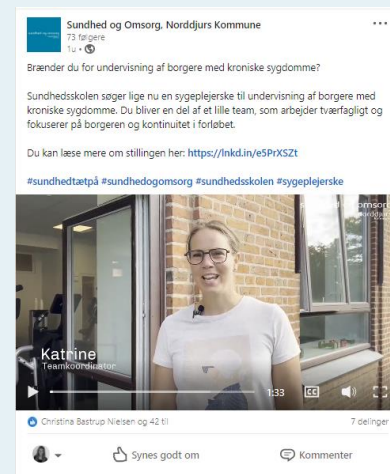 Sundhed og Omsorg, Norddjurs Kommune
73 følgere
1u •
Brænder du for undervisning af borgere med kroniske sygdomme?
Sundhedsskolen søger lige nu en sygeplejerske til undervisning af borgere med
kroniske sygdomme. Du bliver en del af et lille team, som arbejder tværfagligt og
fokuserer på borgeren og kontinuitet i forløbet.
Du kan læse mere om stillingen her: https://lnkd.in/e5PrXSZt
#sundhedtætpå #sundhedogomsorg #sundhedsskolen #sygeplejerske
Katrine
Teamkoordinator
1:33
CC
Christina Bastrup Nielsen og 42 til
7 delinger
Synes godt om
Kommenter